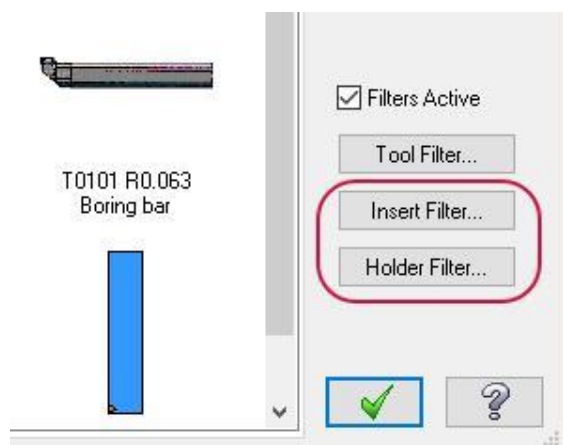 Filters Active
Tool Filter...
T0101 R0.063
Boring bar
Insert Filter...
Holder Filter...